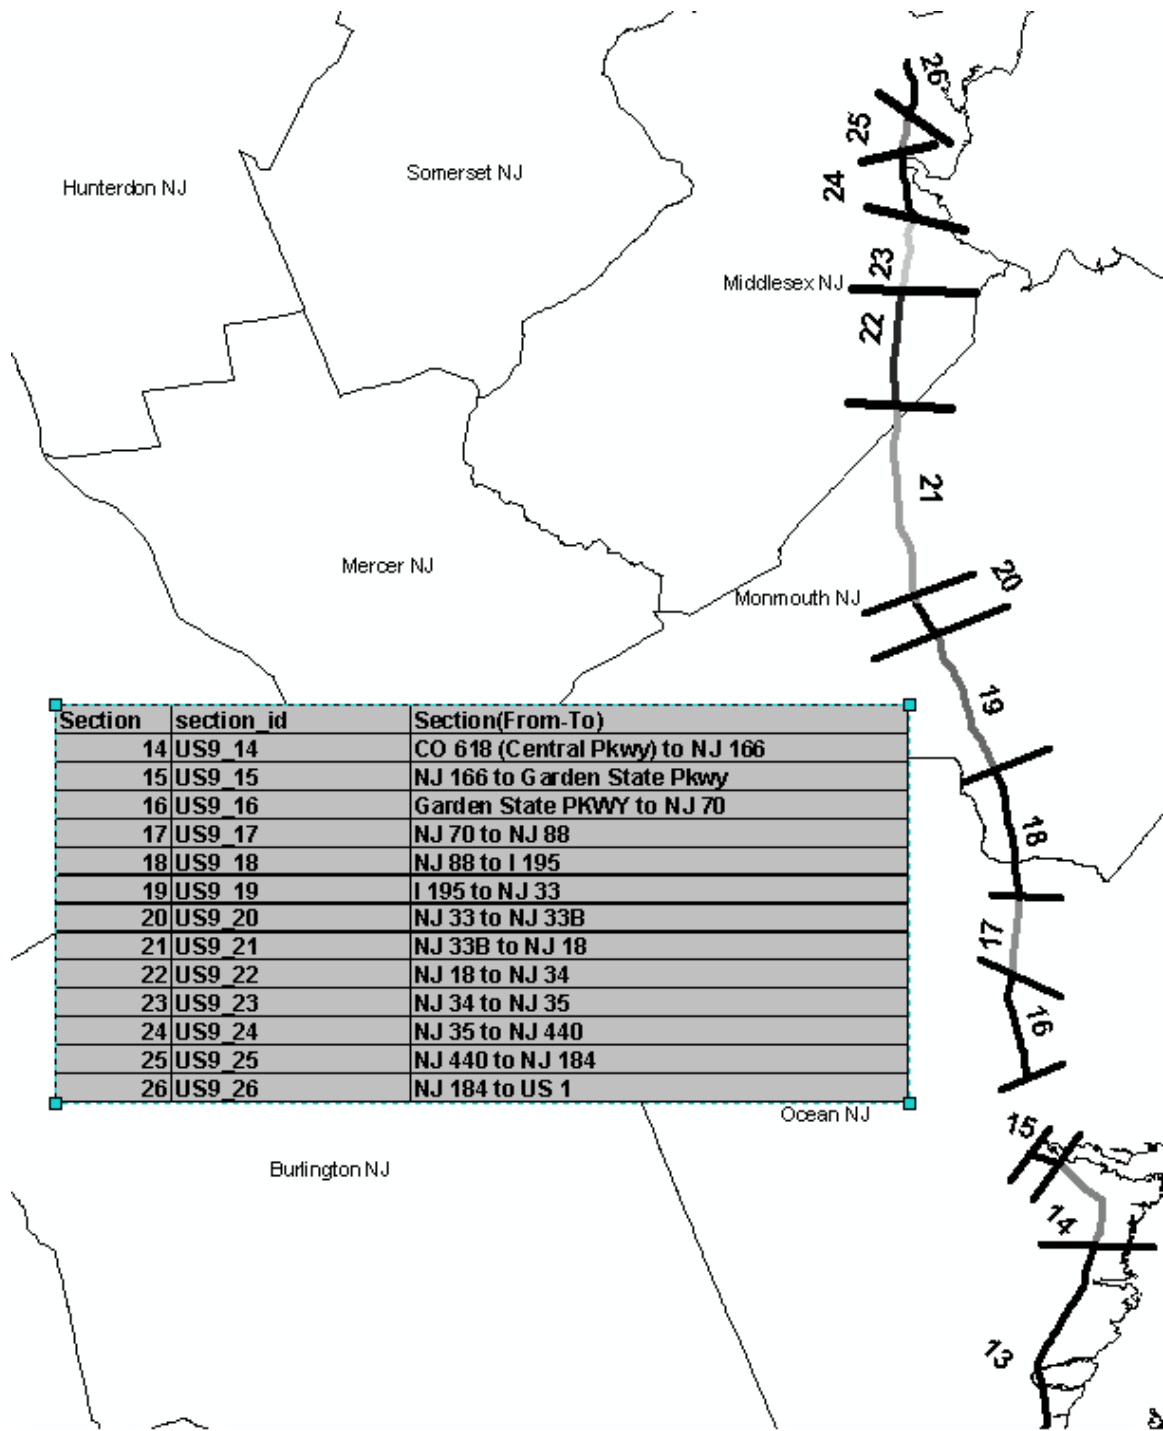 26
25
Hunterdon NJ
Somerset NJ
24
23
Middlesex NJ
22
21
Mercer NJ
20
Monmouth NJ
19
Section section_id Section(From-To)
14 US9_14 CO 618 (Central Pkwy) to NJ 166
15 US9_15 NJ 166 to Garden State Pkwy
16 US9_16 Garden State PKWY to NJ 70
17 US9_17 NJ 70 to NJ 88
18 US9_18 NJ 88 to I 195
19 US9_19 I 195 to NJ 33
20 US9_20 NJ 33 to NJ 33B
21 US9_21 NJ 33B to NJ 18
22 US9_22 NJ 18 to NJ 34
23 US9_23 NJ 34 to NJ 35
24 US9_24 NJ 35 to NJ 440
25 US9_25 NJ 440 to NJ 184
26 US9_26 NJ 184 to US 1
18
17
16
Ocean NJ
15
Burlington NJ
14
13